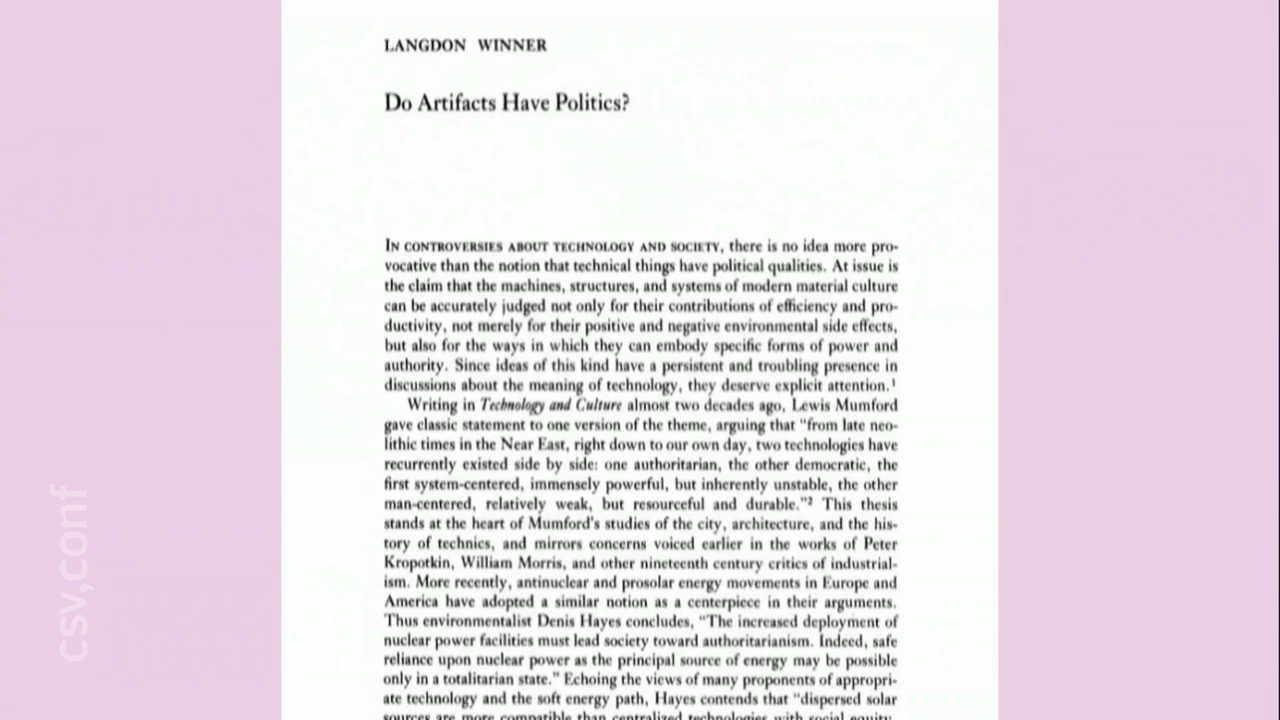 LANGDON WINNER
Do Artifacts Have Politics?
IN CONTROVERSIES ABOUT TECHNOLOGY AND SOCIETY, there is no idea more pro-
vocative than the notion that technical things have political qualities. At issue is
the claim that the machines, structures, and systems of modern material culture
can be accurately judged not only for their contributions of efficiency and pro-
ductivity, not merely for their positive and negative environmental side effects,
but also for the ways in which they can embody specific forms of power and
authority. Since ideas of this kind have a persistent and troubling presence in
discussions about the meaning of technology, they deserve explicit attention.¹
Writing in Technology and Culture almost two decades ago, Lewis Mumford
gave classic statement to one version of the theme, arguing that "from late neo-
lithic times in the Near East, right down to our own day, two technologies have
recurrently existed side by side: one authoritarian, the other democratic, the
first system-centered, immensely powerful, but inherently unstable, the other
man-centered, relatively weak, but resourceful and durable."² This thesis
stands at the heart of Mumford's studies of the city, architecture, and the his-
tory of technics, and mirrors concerns voiced earlier in the works of Peter
Kropotkin, William Morris, and other nineteenth century critics of industrial-
ism. More recently, antinuclear and prosolar energy movements in Europe and
America have adopted a similar notion as a centerpiece in their arguments.
Thus environmentalist Denis Hayes concludes, "The increased deployment of
nuclear power facilities must lead society toward authoritarianism. Indeed, safe
reliance upon nuclear power as the principal source of energy may be possible
only in a totalitarian state." Echoing the views of many proponents of appropri-
ate technology and the soft energy path, Hayes contends that "dispersed solar
sources are more compatible than centralized technologies with social equity,
csv,conf